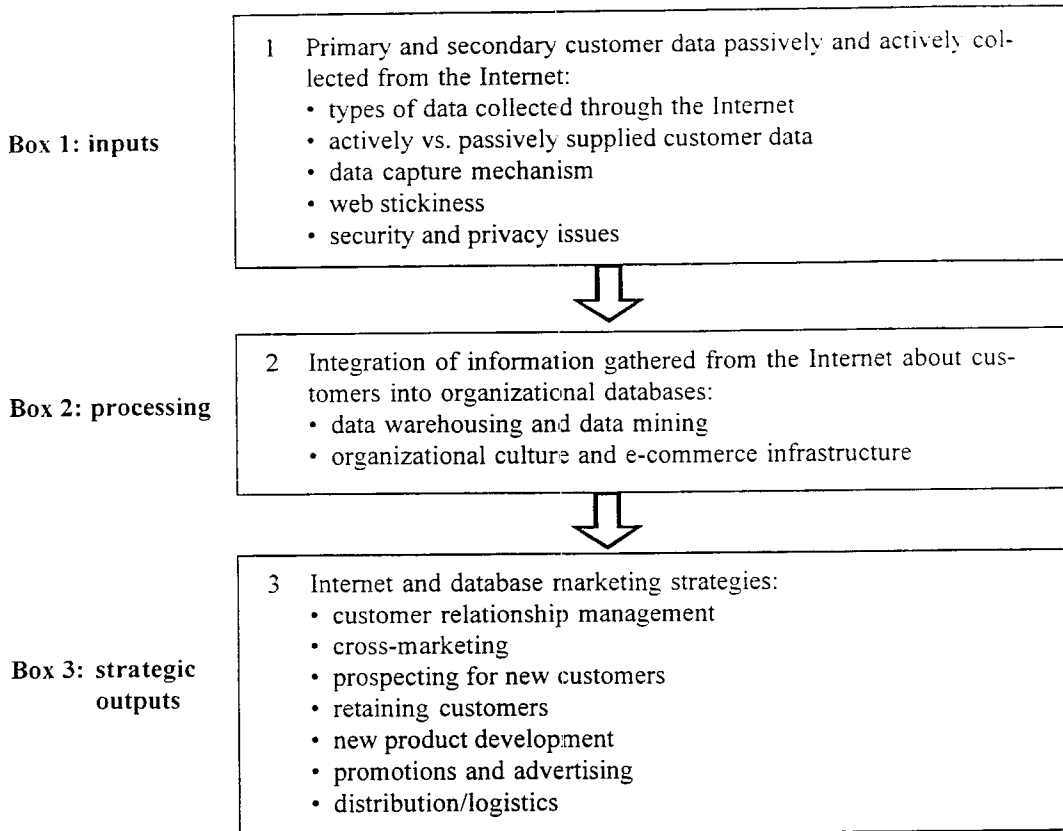 1 Primary and secondary customer data passively and actively col-
lected from the Internet:
• types of data collected through the Internet
• actively vs. passively supplied customer data
Box 1: inputs
• data capture mechanism
• web stickiness
• security and privacy issues
2 Integration of information gathered from the Internet about cus-
tomers into organizational databases:
Box 2: processing
• data warehousing and data mining
• organizational culture and e-commerce infrastructure
3 Internet and database marketing strategies:
• customer relationship management
• cross-marketing
Box 3: strategic
outputs
• prospecting for new customers
• retaining customers
• new product development
• promotions and advertising
• distribution/logistics